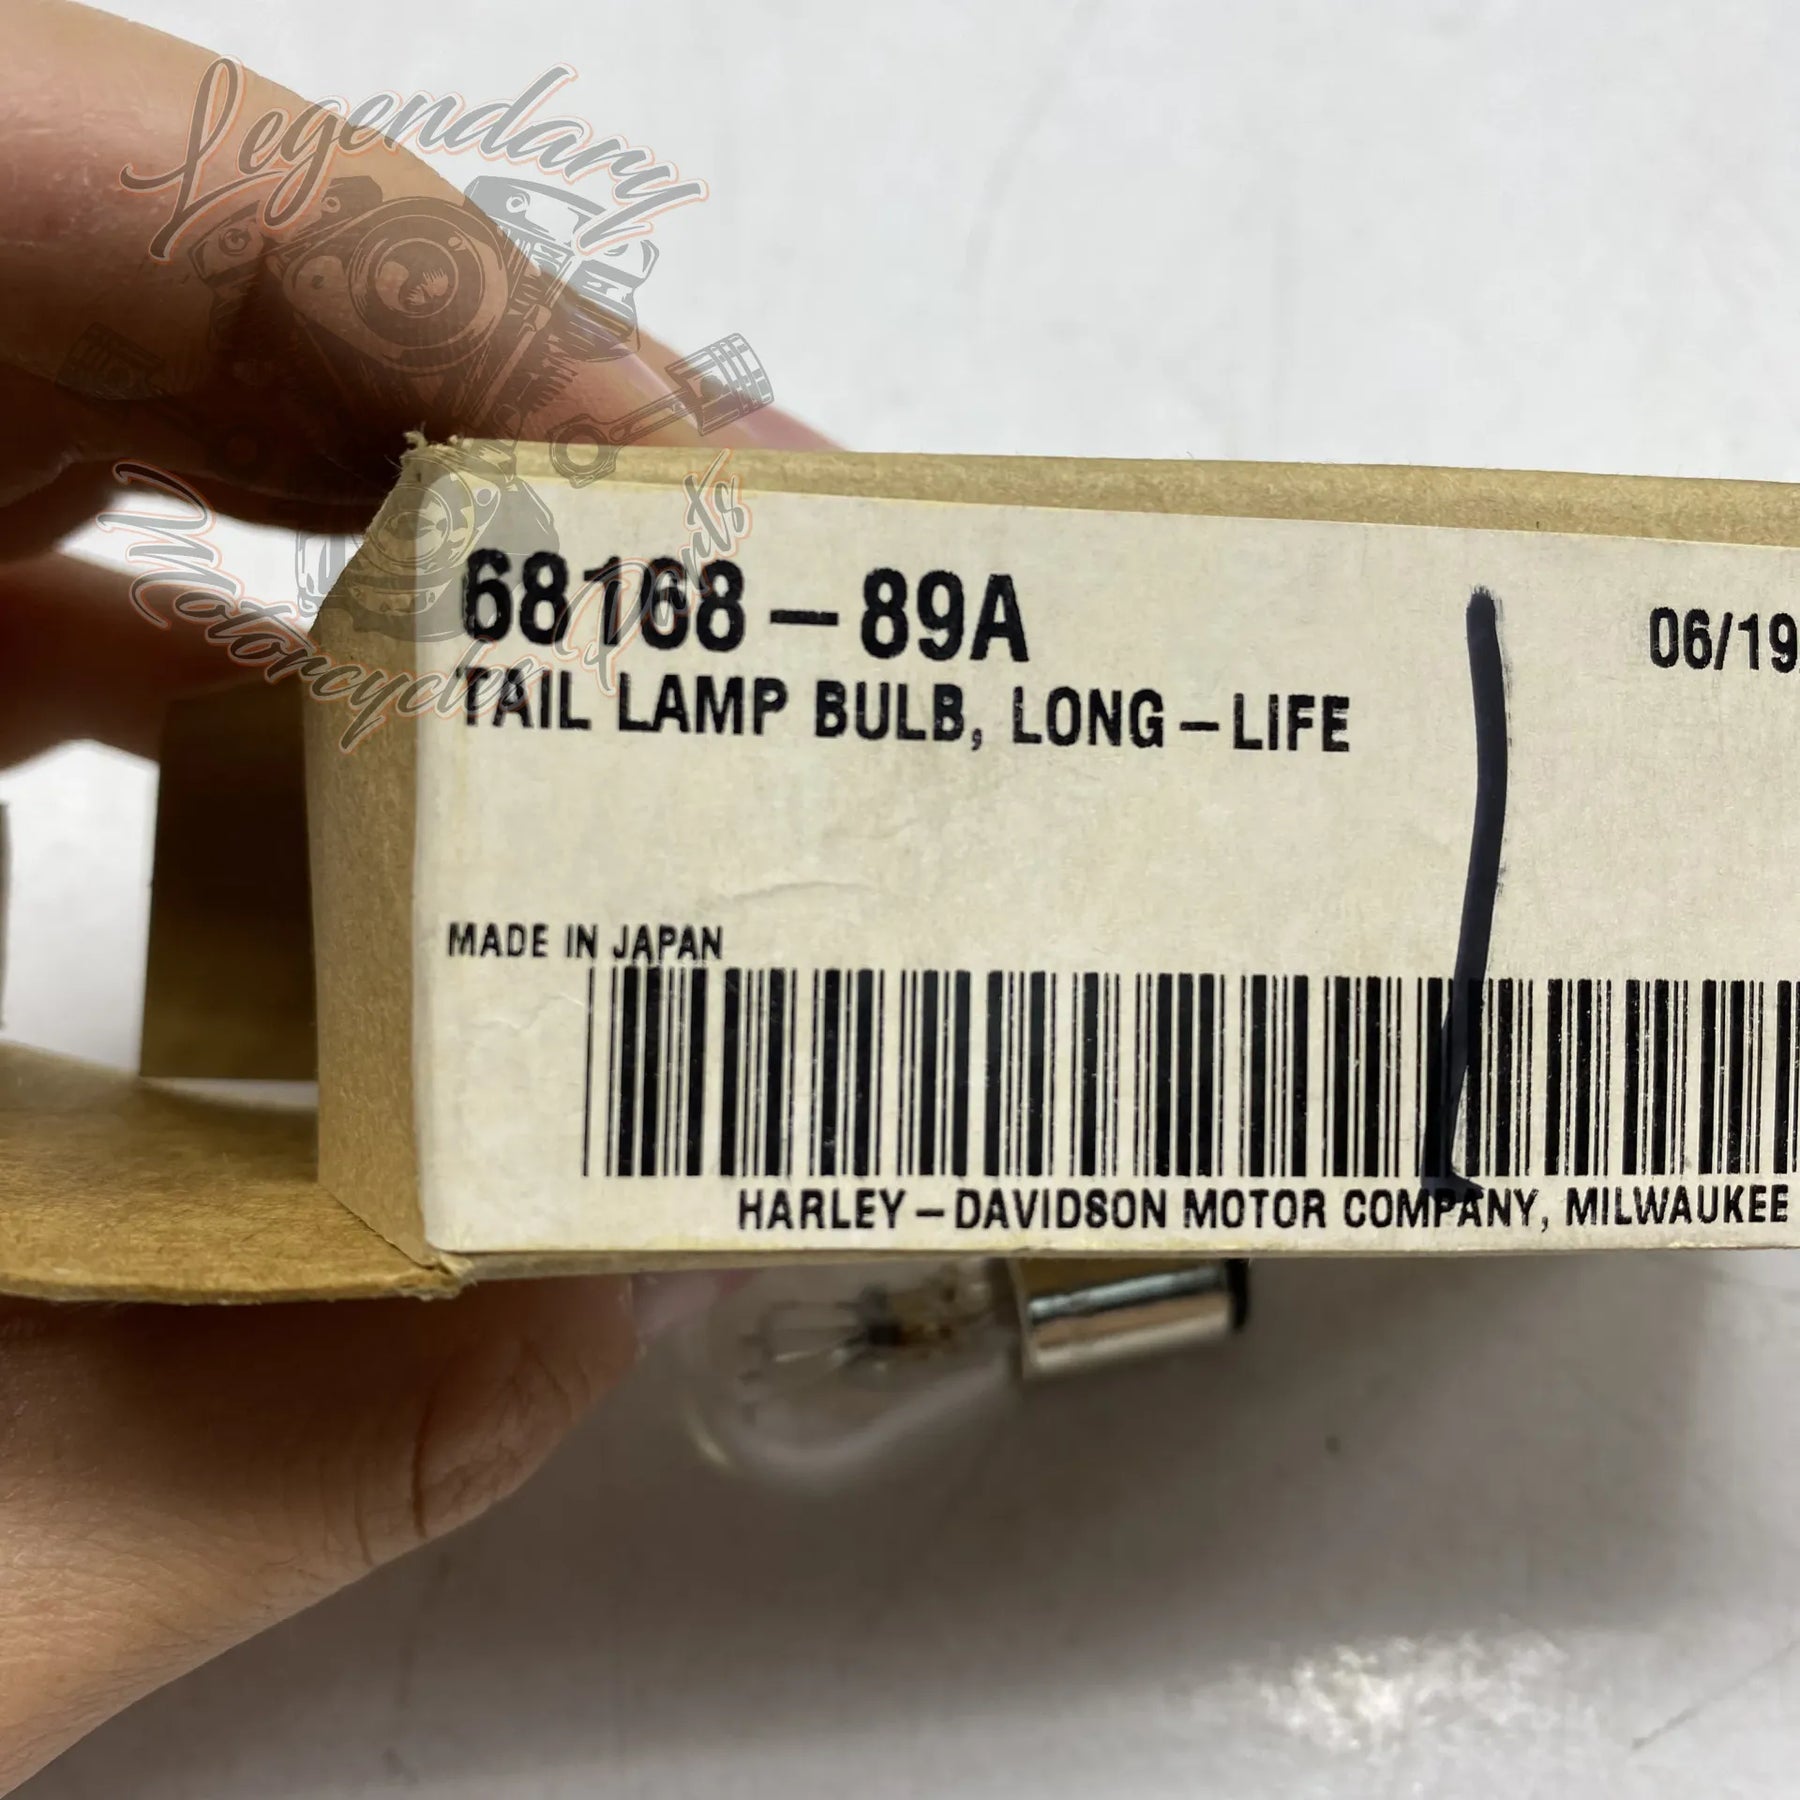 Legendary
Motorcycles Parts
68168-89A
06/19
TAIL LAMP BULB, LONG-LIFE
MADE IN JAPAN
HARLEY-DAVIDSON MOTOR COMPANY, MILWAUKEE